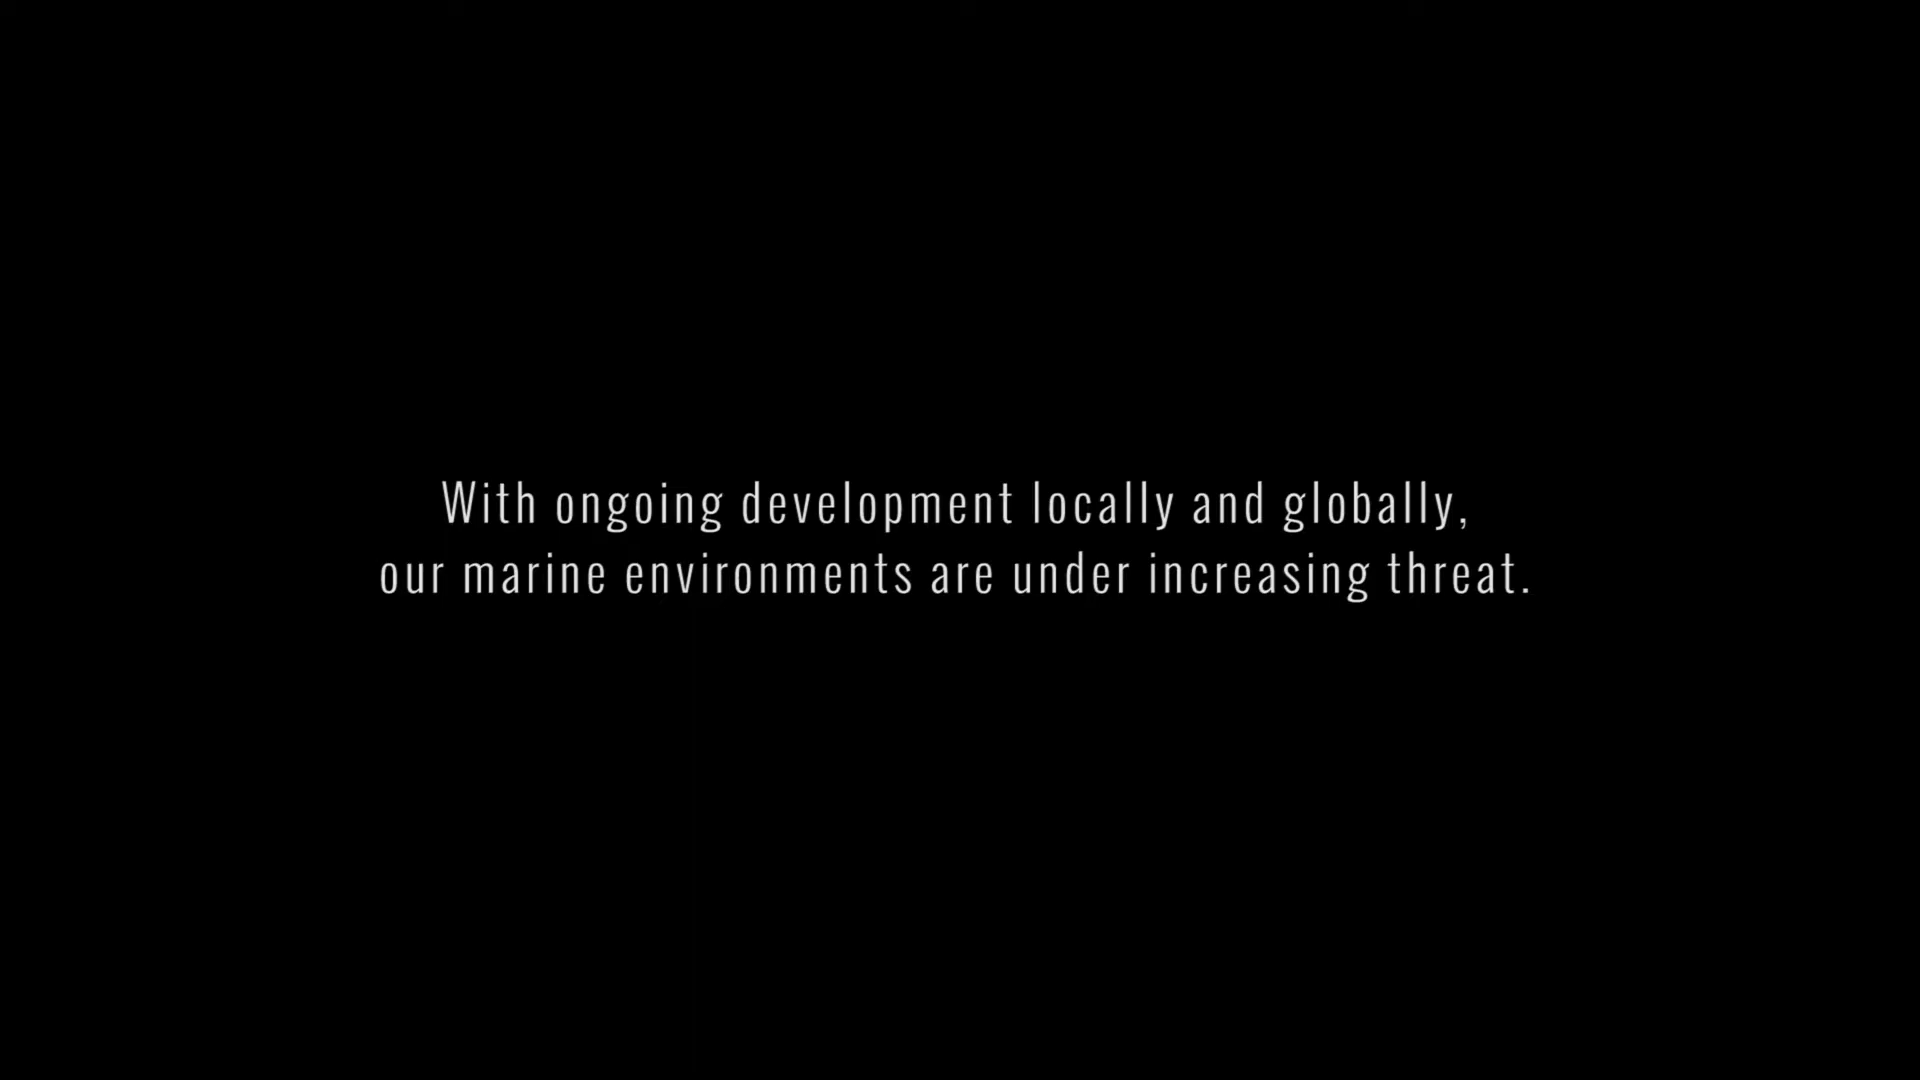 With ongoing development locally and globally,
our marine environments are under increasing threat.